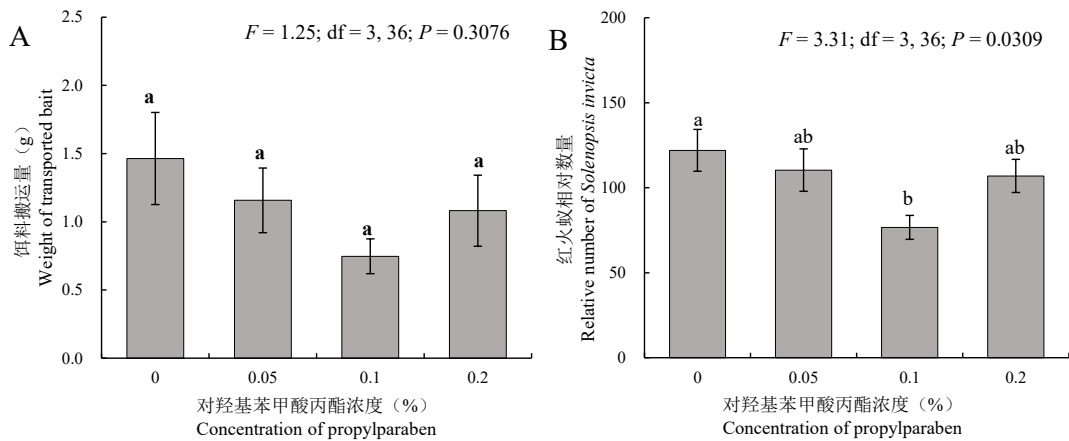 A
F = 1.25; df = 3, 36; P = 0.3076
饵料搬运量（g）
Weight of transported bait
2.5
2.0
1.5
1.0
0.5
0.0
a
a
a
a
0
0.05
0.1
0.2
对羟基苯甲酸丙酯浓度（%）
Concentration of propylparaben
B
F = 3.31; df = 3, 36; P = 0.0309
红火蚁相对数量
Relative number of Solenopsis invicta
200
150
100
50
0
a
ab
b
ab
0
0.05
0.1
0.2
对羟基苯甲酸丙酯浓度（%）
Concentration of propylparaben